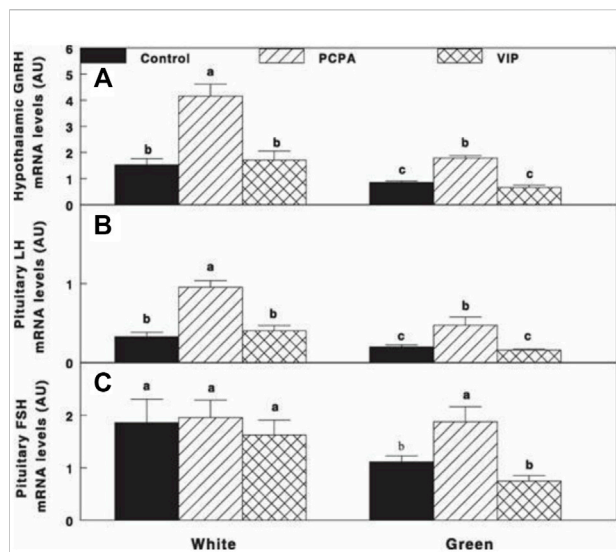 Control PCPA VIP
A
Hypothalamic GnRH
mRNA levels (AU)
6
5
4
3
2
1
0
b a b c b c
B
Pituitary LH
mRNA levels (AU)
1
0
b a b c b c
C
Pituitary FSH
mRNA levels (AU)
2
1
0
a a a b a b
White Green